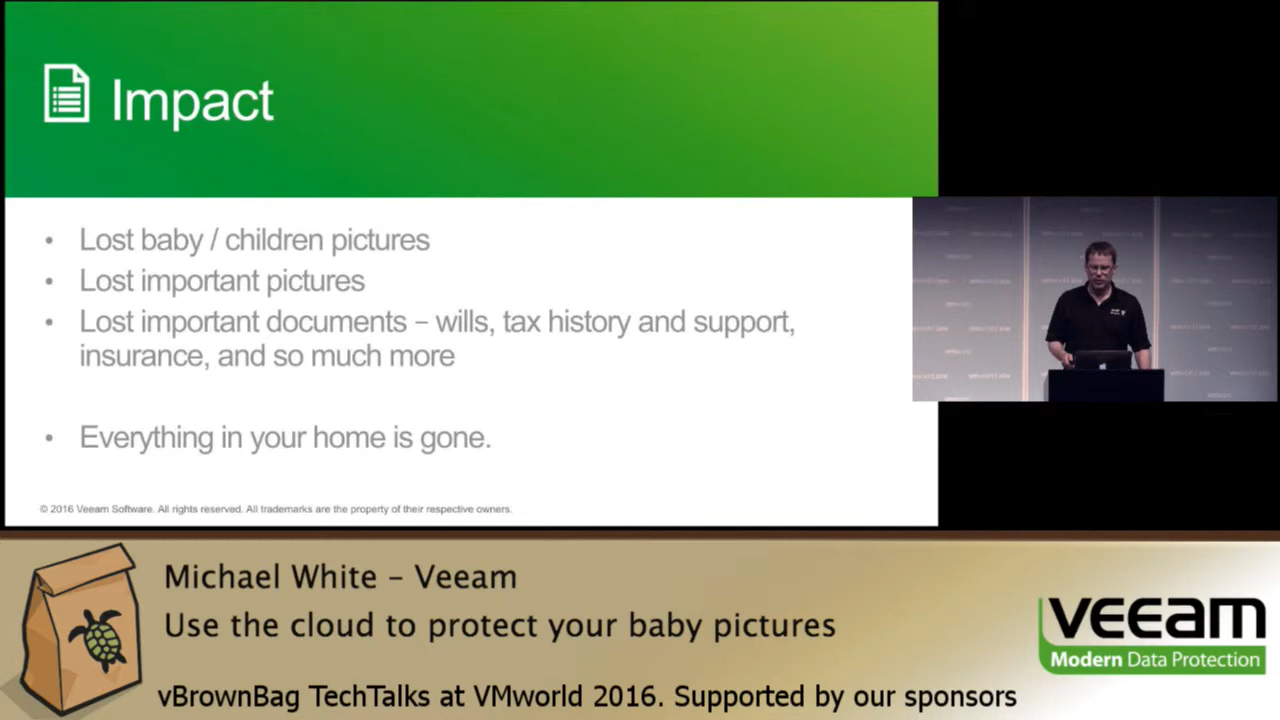 Impact
• Lost baby / children pictures
• Lost important pictures
• Lost important documents – wills, tax history and support,
insurance, and so much more
• Everything in your home is gone.
© 2016 Veeam Software. All rights reserved. All trademarks are the property of their respective owners.
Michael White – Veeam
Use the cloud to protect your baby pictures
vBrownBag TechTalks at VMworld 2016. Supported by our sponsors
VEEAM
Modern Data Protection